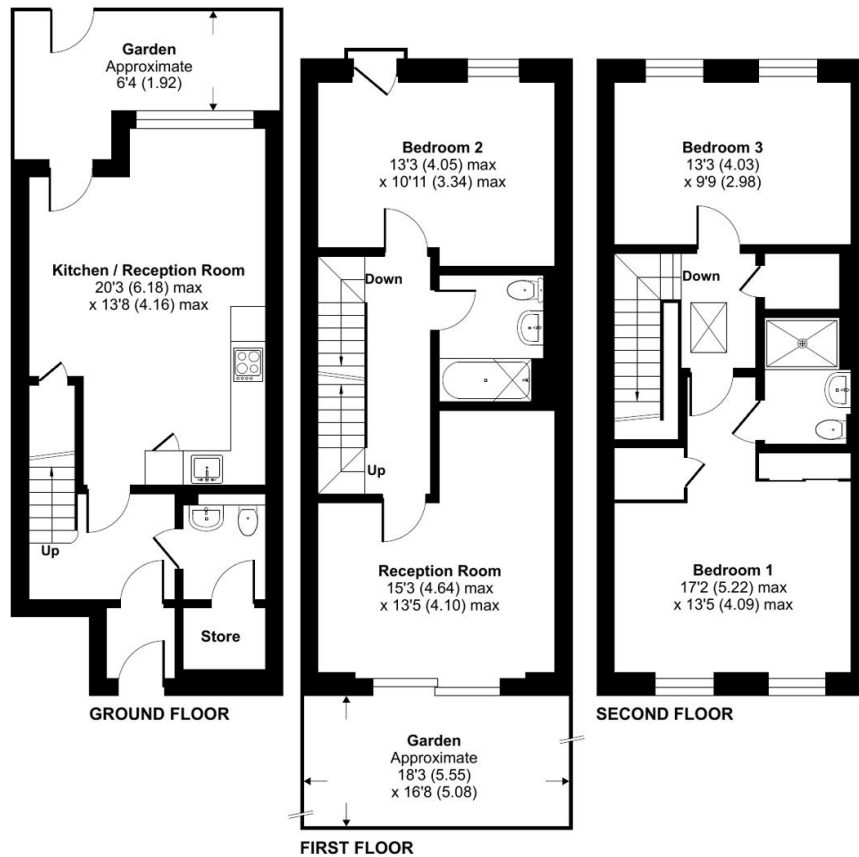 Garden
Approximate
6'4 (1.92)
Kitchen / Reception Room
20'3 (6.18) max
x 13'8 (4.16) max
Up
Store
GROUND FLOOR
Bedroom 2
13'3 (4.05) max
x 10'11 (3.34) max
Down
Up
Reception Room
15'3 (4.64) max
x 13'5 (4.10) max
Garden
Approximate
18'3 (5.55)
x 16'8 (5.08)
FIRST FLOOR
Bedroom 3
13'3 (4.03)
x 9'9 (2.98)
Down
Bedroom 1
17'2 (5.22) max
x 13'5 (4.09) max
SECOND FLOOR